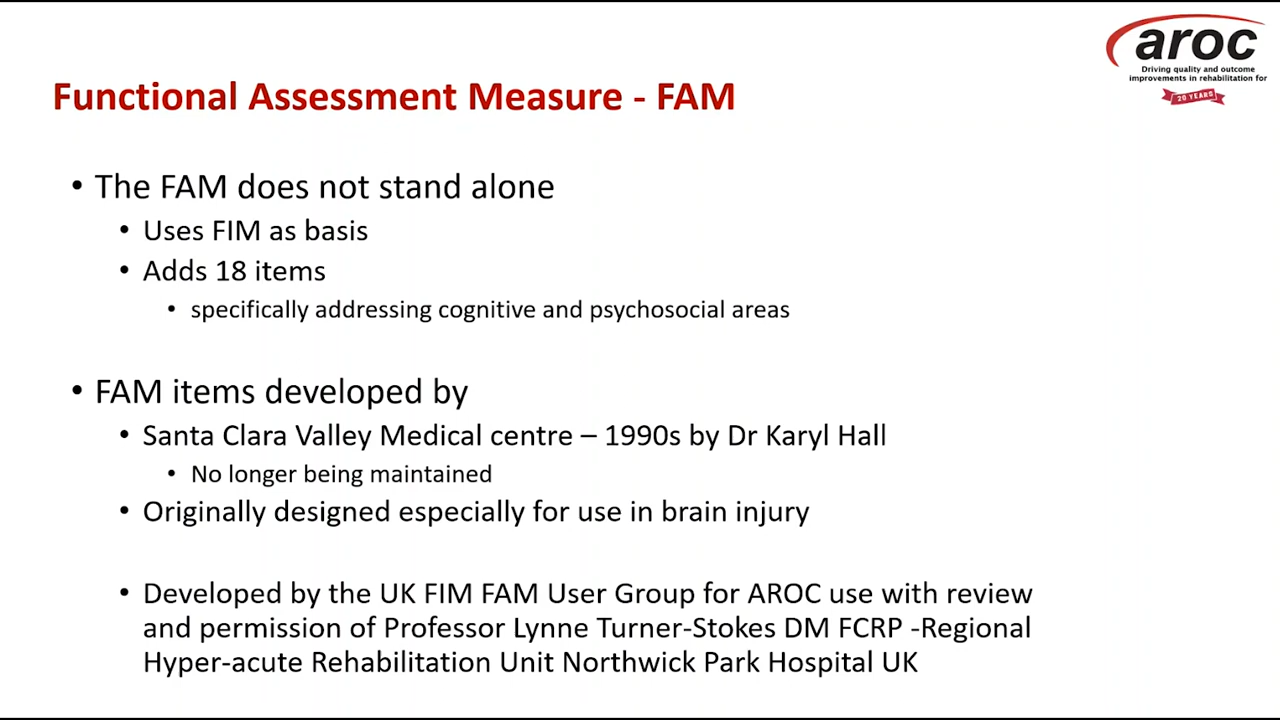 aroc
Driving quality and outcome
improvements in rehabilitation for
20 YEARS
Functional Assessment Measure - FAM
• The FAM does not stand alone
• Uses FIM as basis
• Adds 18 items
• specifically addressing cognitive and psychosocial areas
• FAM items developed by
• Santa Clara Valley Medical centre – 1990s by Dr Karyl Hall
• No longer being maintained
• Originally designed especially for use in brain injury
• Developed by the UK FIM FAM User Group for AROC use with review
and permission of Professor Lynne Turner-Stokes DM FCRP -Regional
Hyper-acute Rehabilitation Unit Northwick Park Hospital UK